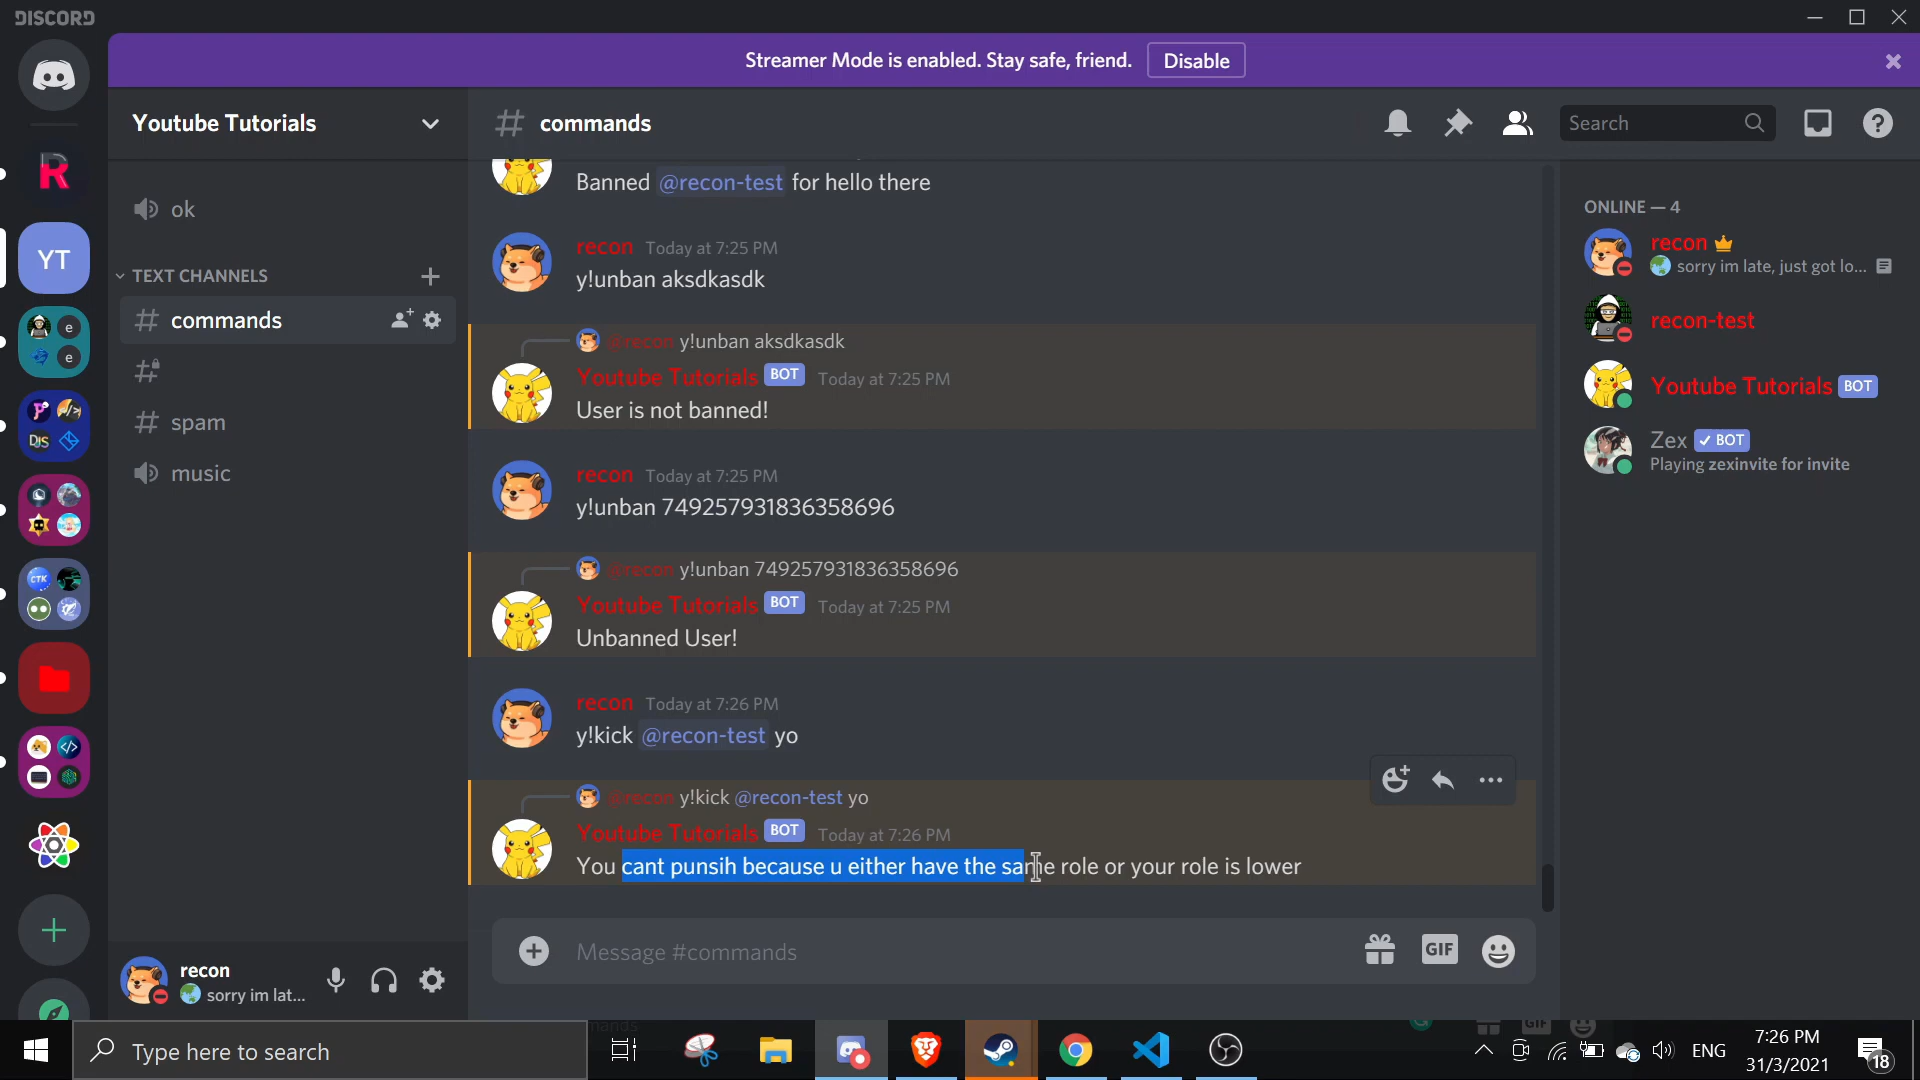 DISCORD
Streamer Mode is enabled. Stay safe, friend. Disable
Youtube Tutorials
commands
Search
R
YT
e
e
e
DJS
CTK
ok
TEXT CHANNELS
commands
spam
music
Banned @recon-test for hello there
recon Today at 7:25 PM
y!unban aksdkasdk
@recon y!unban aksdkasdk
Youtube Tutorials BOT Today at 7:25 PM
User is not banned!
recon Today at 7:25 PM
y!unban 749257931836358696
@recon y!unban 749257931836358696
Youtube Tutorials BOT Today at 7:25 PM
Unbanned User!
recon Today at 7:26 PM
y!kick @recon-test yo
@recon y!kick @recon-test yo
Youtube Tutorials BOT Today at 7:26 PM
You cant punsih because u either have the same role or your role is lower
Message #commands
GIF
ONLINE — 4
recon
sorry im late, just got lo...
recon-test
Youtube Tutorials BOT
Zex BOT
Playing zexinvite for invite
recon
sorry im lat...
Type here to search
ENG
7:26 PM
31/3/2021
18